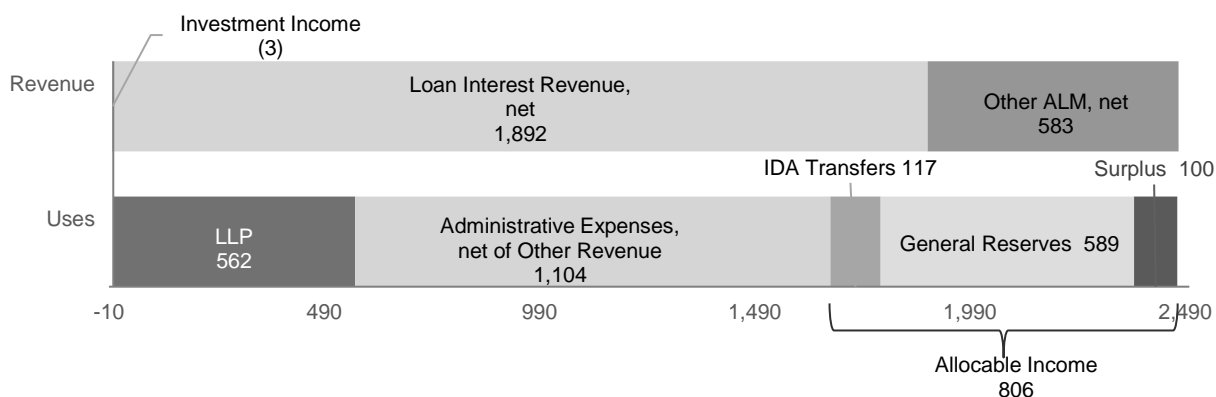 Investment Income
(3)
Revenue
Loan Interest Revenue,
net
1,892
Other ALM, net
583
IDA Transfers 117
Surplus 100
Uses
LLP
562
Administrative Expenses,
net of Other Revenue
1,104
General Reserves 589
-10 490 990 1,490 1,990 2,490
Allocable Income
806